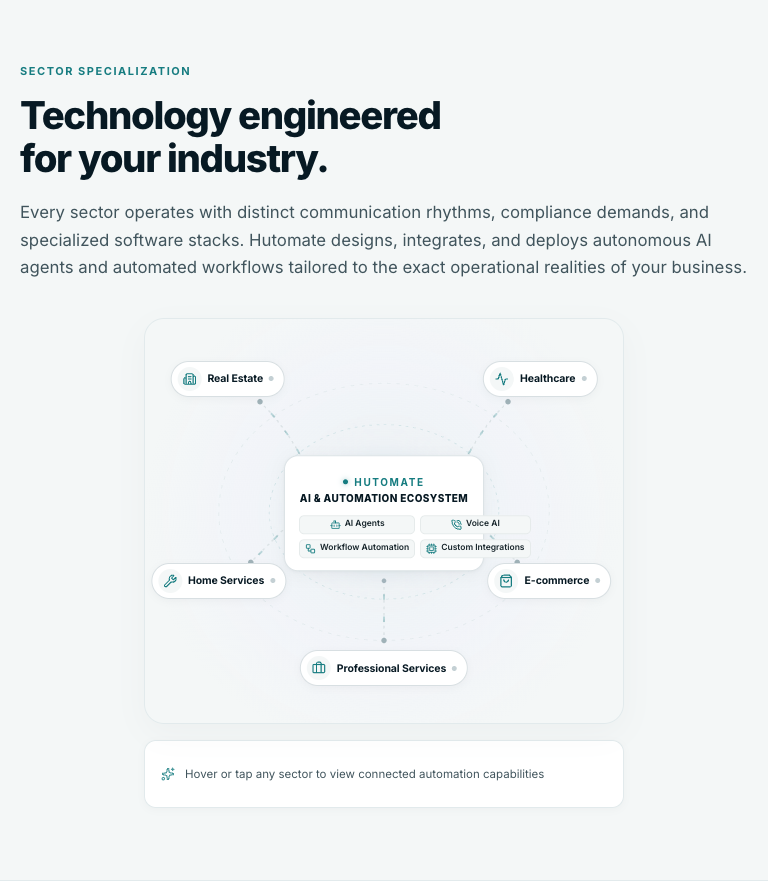 SECTOR SPECIALIZATION
Technology engineered
for your industry.
Every sector operates with distinct communication rhythms, compliance demands, and
specialized software stacks. Hutomate designs, integrates, and deploys autonomous AI
agents and automated workflows tailored to the exact operational realities of your business.
Real Estate
Healthcare
HUTOMATE
AI & AUTOMATION ECOSYSTEM
AI Agents
Voice AI
Workflow Automation
Custom Integrations
Home Services
E-commerce
Professional Services
Hover or tap any sector to view connected automation capabilities